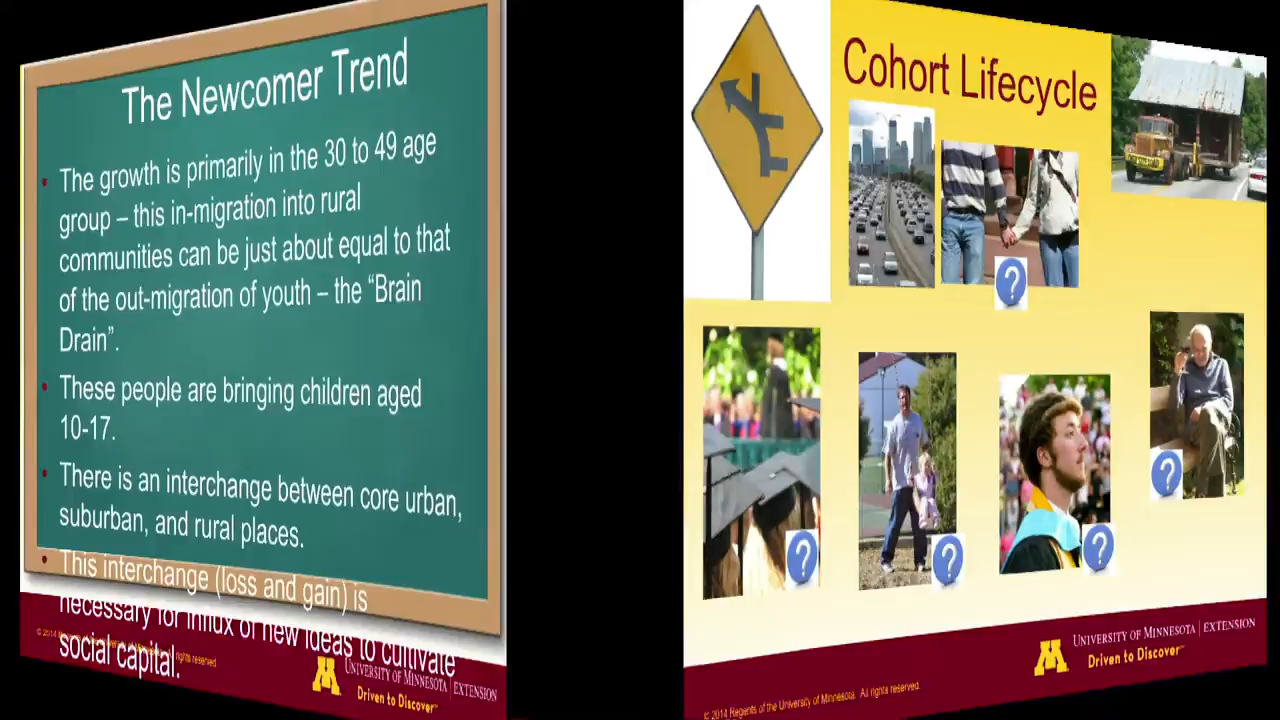 The Newcomer Trend
• The growth is primarily in the 30 to 49 age
group – this in-migration into rural
communities can be just about equal to that
of the out-migration of youth – the “Brain
Drain”.
• These people are bringing children aged
10-17.
• There is an interchange between core urban,
suburban, and rural places.
• This interchange (loss and gain) is
necessary for influx of new ideas to cultivate
social capital.
rights reserved.
UNIVERSITY OF MINNESOTA | EXTENSION
Driven to Discover℠
Cohort Lifecycle
?
?
?
?
?
UNIVERSITY OF MINNESOTA | EXTENSION
Driven to Discover℠
© 2014 Regents of the University of Minnesota. All rights reserved.